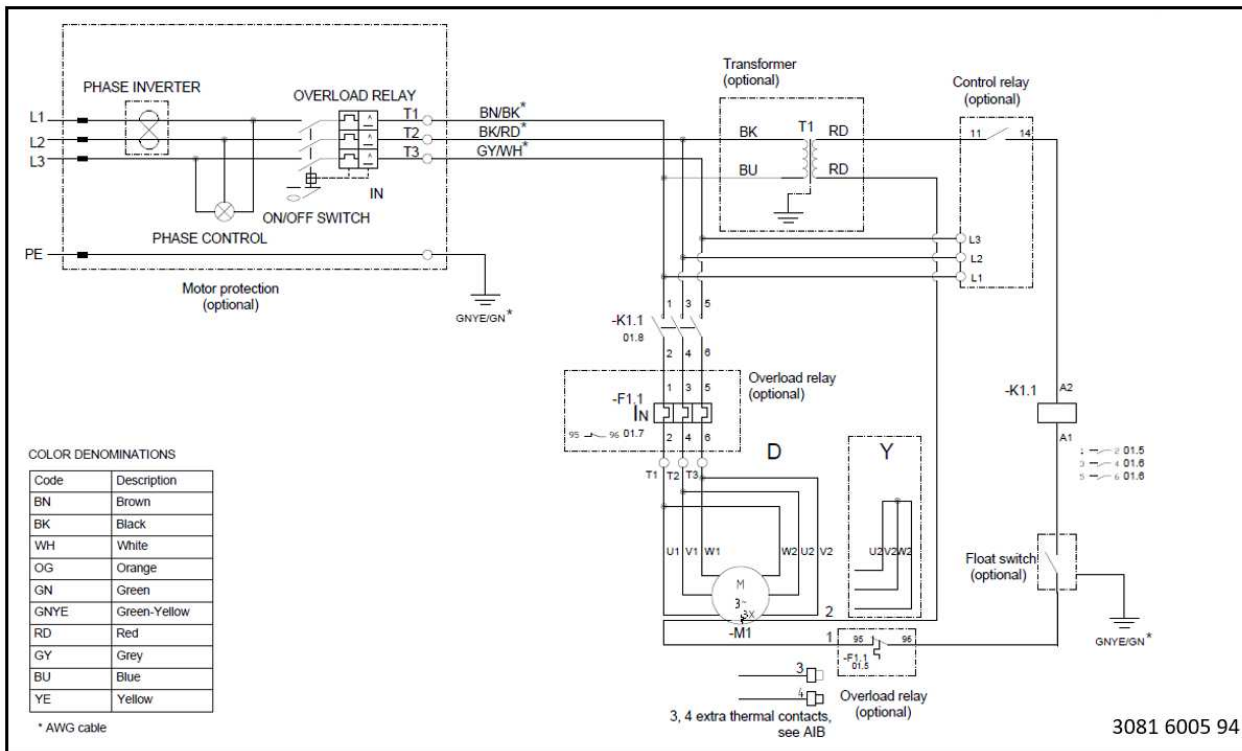 PHASE INVERTER
OVERLOAD RELAY
L1
L2
L3
T1
T2
T3
BN/BK*
BK/RD*
GY/WH*
IN
ON/OFF SWITCH
PHASE CONTROL
PE
Motor protection
(optional)
GNYE/GN*
Transformer
(optional)
BK
T1
RD
BU
RD
Control relay
(optional)
11
14
L3
L2
L1
1
3
5
-K1.1
01.8
2
4
6
Overload relay
(optional)
1
3
5
-F1.1
IN
95
96
01.7
2
4
6
T1
T2
T3
D
Y
U1
V1
W1
W2
U2
V2
U2
V2
W2
M
3~
3X
-M1
2
1
95
96
-F1.1
01.5
Overload relay
(optional)
3
4
3, 4 extra thermal contacts,
see AIB
-K1.1
A2
A1
1 2 01.5
3 4 01.6
5 6 01.6
Float switch
(optional)
GNYE/GN*
COLOR DENOMINATIONS
Code Description
BN Brown
BK Black
WH White
OG Orange
GN Green
GNYE Green-Yellow
RD Red
GY Grey
BU Blue
YE Yellow
* AWG cable
3081 6005 94